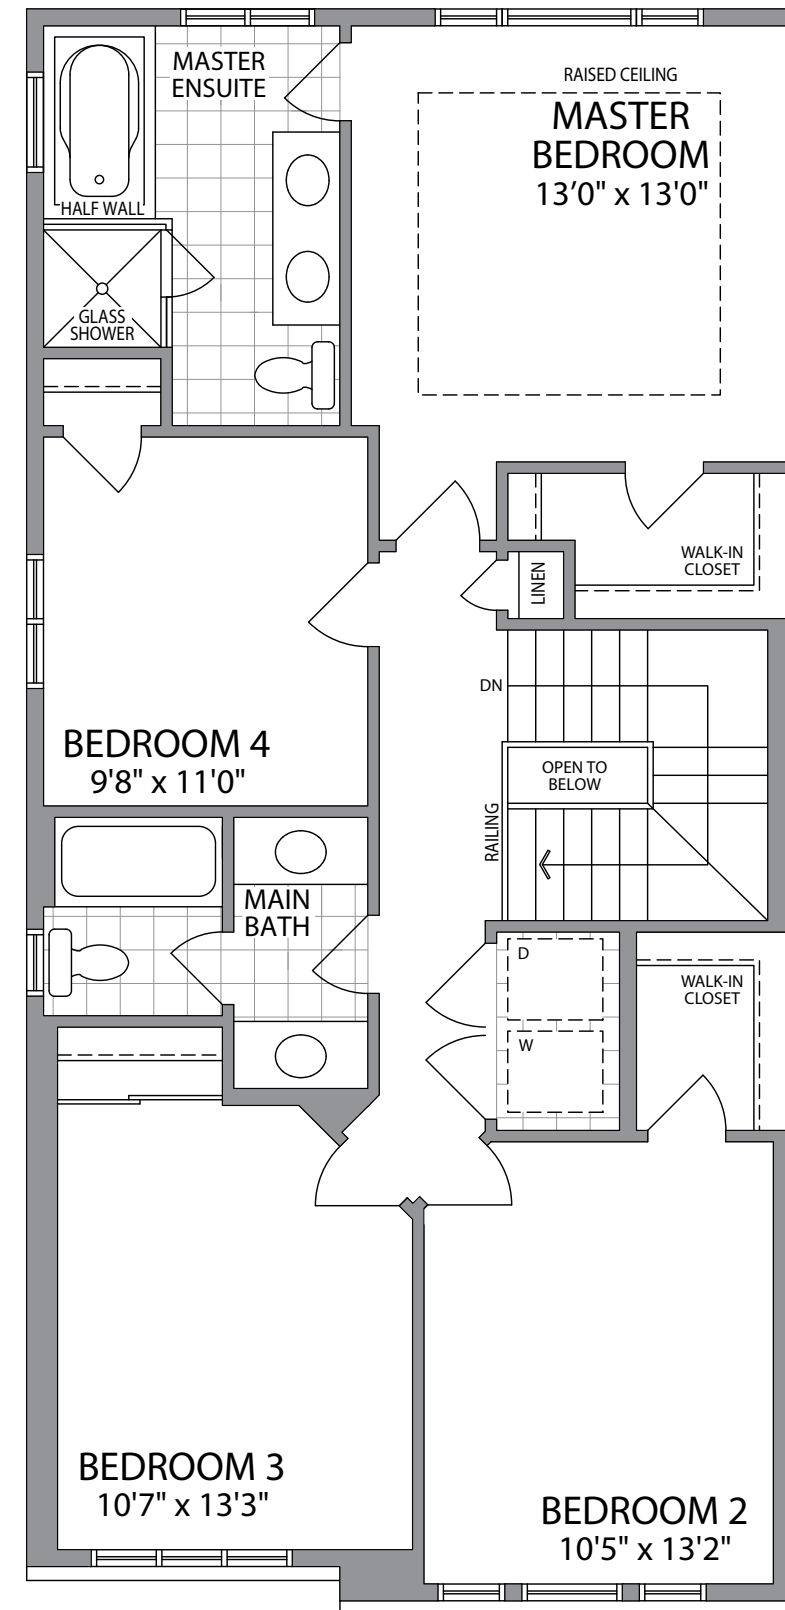 MASTER
ENSUITE
RAISED CEILING
MASTER
BEDROOM
13'0" x 13'0"
HALF WALL
GLASS
SHOWER
WALK-IN
CLOSET
LINEN
DN
BEDROOM 4
9'8" x 11'0"
OPEN TO
BELOW
RAILING
MAIN
BATH
D
WALK-IN
CLOSET
W
BEDROOM 3
10'7" x 13'3"
BEDROOM 2
10'5" x 13'2"